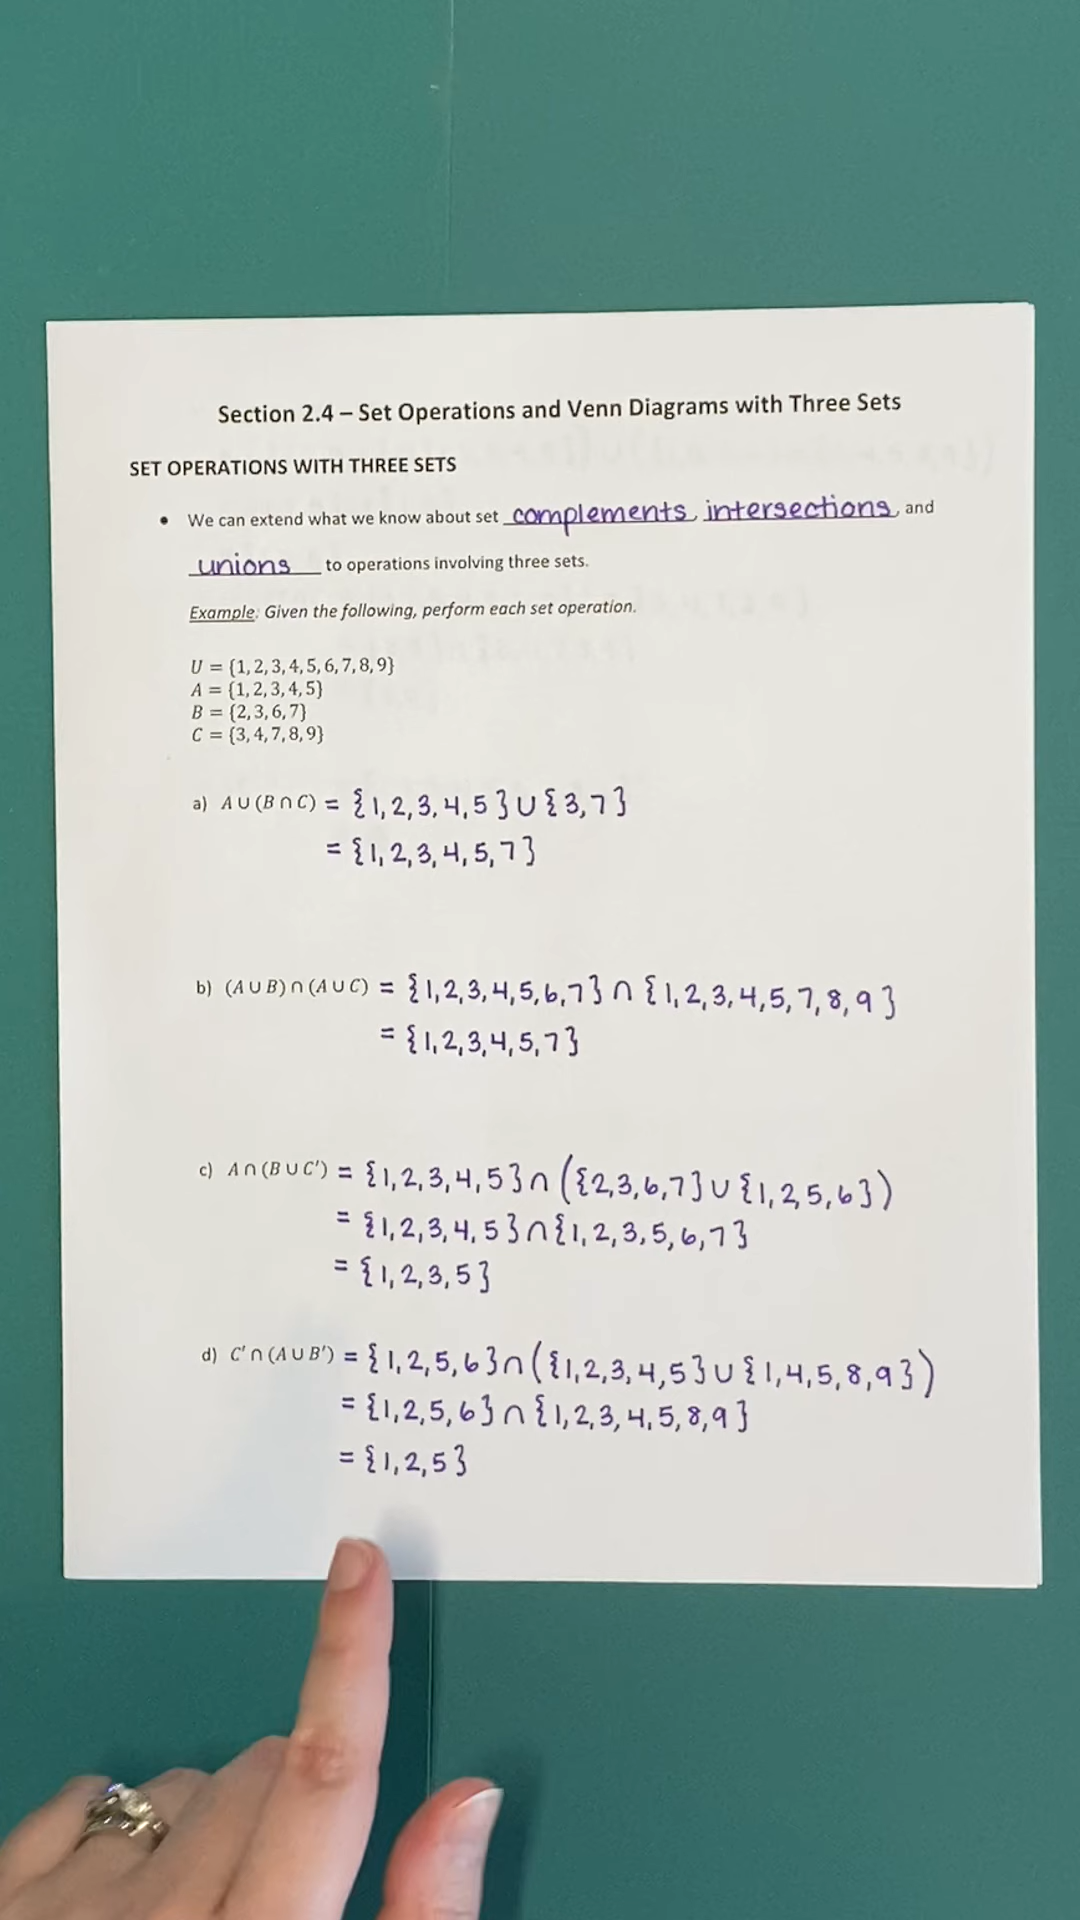 Section 2.4 – Set Operations and Venn Diagrams with Three Sets
SET OPERATIONS WITH THREE SETS
• We can extend what we know about set complements, intersections, and
unions to operations involving three sets.
Example: Given the following, perform each set operation.
U = {1, 2, 3, 4, 5, 6, 7, 8, 9}
A = {1, 2, 3, 4, 5}
B = {2, 3, 6, 7}
C = {3, 4, 7, 8, 9}
a) A ∪ (B ∩ C) = {1, 2, 3, 4, 5} ∪ {3, 7}
= {1, 2, 3, 4, 5, 7}
b) (A ∪ B) ∩ (A ∪ C) = {1, 2, 3, 4, 5, 6, 7} ∩ {1, 2, 3, 4, 5, 7, 8, 9}
= {1, 2, 3, 4, 5, 7}
c) A ∩ (B ∪ C′) = {1, 2, 3, 4, 5} ∩ ({2, 3, 6, 7} ∪ {1, 2, 5, 6})
= {1, 2, 3, 4, 5} ∩ {1, 2, 3, 5, 6, 7}
= {1, 2, 3, 5}
d) C′ ∩ (A ∪ B′) = {1, 2, 5, 6} ∩ ({1, 2, 3, 4, 5} ∪ {1, 4, 5, 8, 9})
= {1, 2, 5, 6} ∩ {1, 2, 3, 4, 5, 8, 9}
= {1, 2, 5}